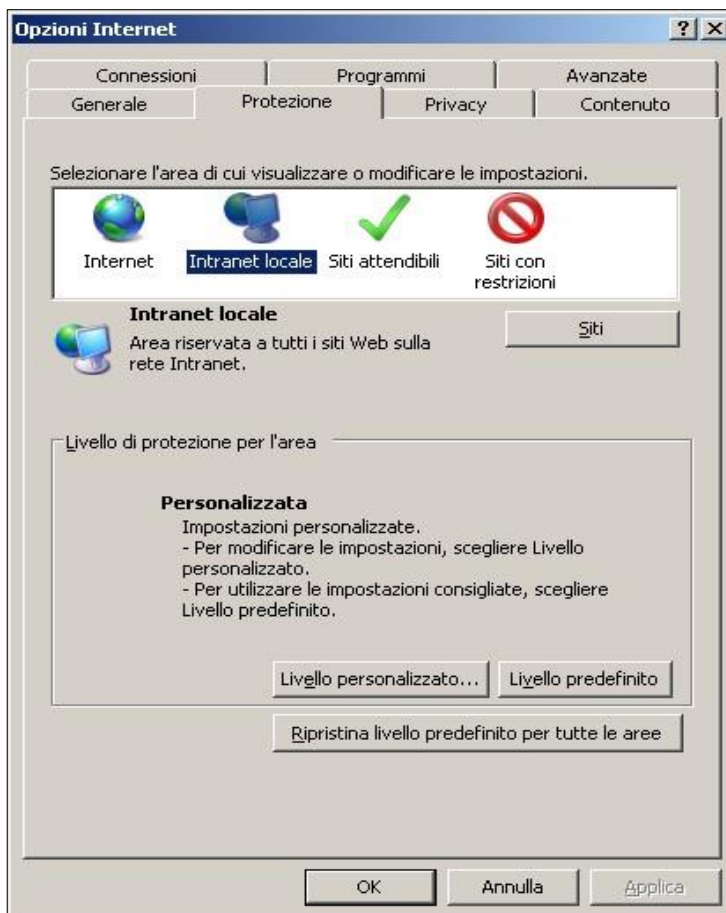 Opzioni Internet
?
Connessioni
Programmi
Avanzate
Generale
Protezione
Privacy
Contenuto
Selezionare l'area di cui visualizzare o modificare le impostazioni.
Internet
Intranet locale
Siti attendibili
Siti con
restrizioni
Intranet locale
Area riservata a tutti i siti Web sulla
rete Intranet.
Siti
Livello di protezione per l'area
Personalizzata
Impostazioni personalizzate.
- Per modificare le impostazioni, scegliere Livello
personalizzato.
- Per utilizzare le impostazioni consigliate, scegliere
Livello predefinito.
Livello personalizzato...
Livello predefinito
Ripristina livello predefinito per tutte le aree
OK
Annulla
Applica